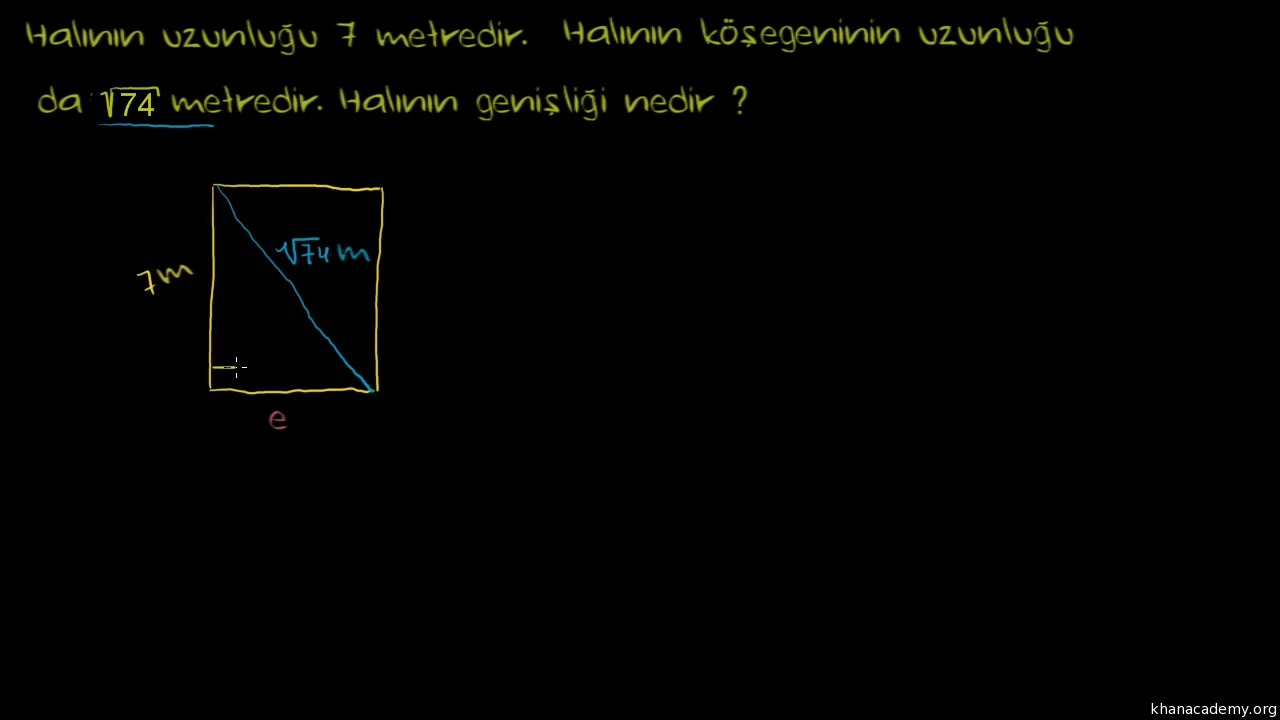 Halının uzunluğu 7 metredir. Halının köşegeninin uzunluğu
da √74 metredir. Halının genişliği nedir ?
√74 m
7m
e
khanacademy.org